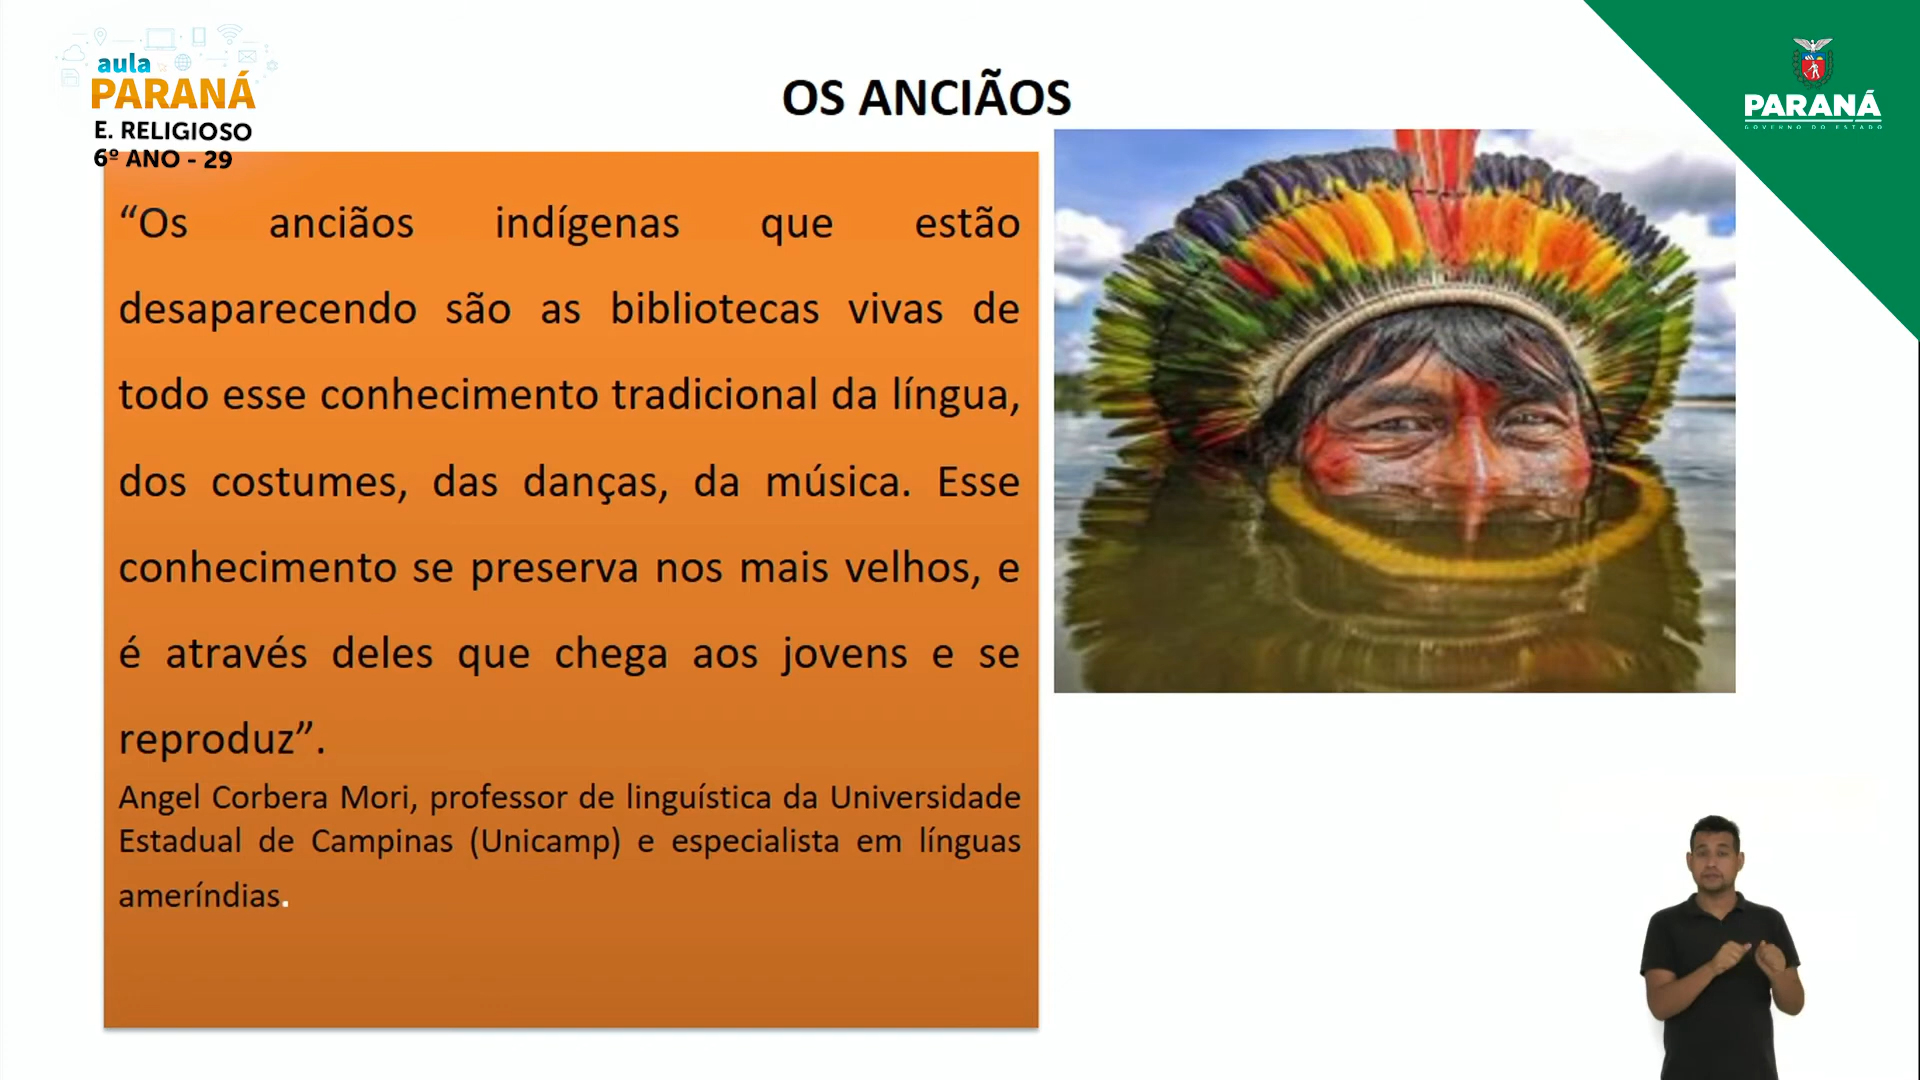 aula
PARANÁ
E. RELIGIOSO
6º ANO - 29
OS ANCIÃOS
PARANÁ
GOVERNO DO ESTADO
“Os anciãos indígenas que estão
desaparecendo são as bibliotecas vivas de
todo esse conhecimento tradicional da língua,
dos costumes, das danças, da música. Esse
conhecimento se preserva nos mais velhos, e
é através deles que chega aos jovens e se
reproduz”.
Angel Corbera Mori, professor de linguística da Universidade
Estadual de Campinas (Unicamp) e especialista em línguas
ameríndias.